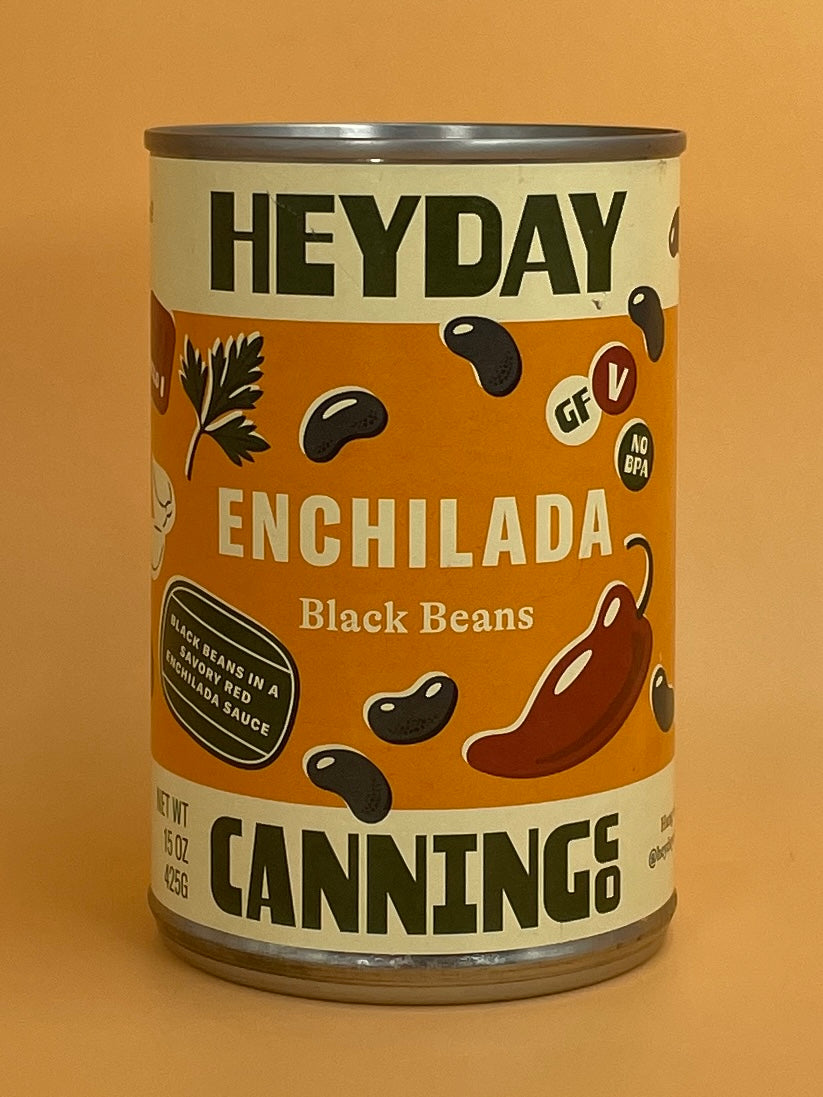 HEYDAY
GF
V
NO
BPA
ENCHILADA
Black Beans
BLACK BEANS IN A
SAVORY RED
ENCHILADA SAUCE
NET WT
15 OZ
425G
CANNING CO